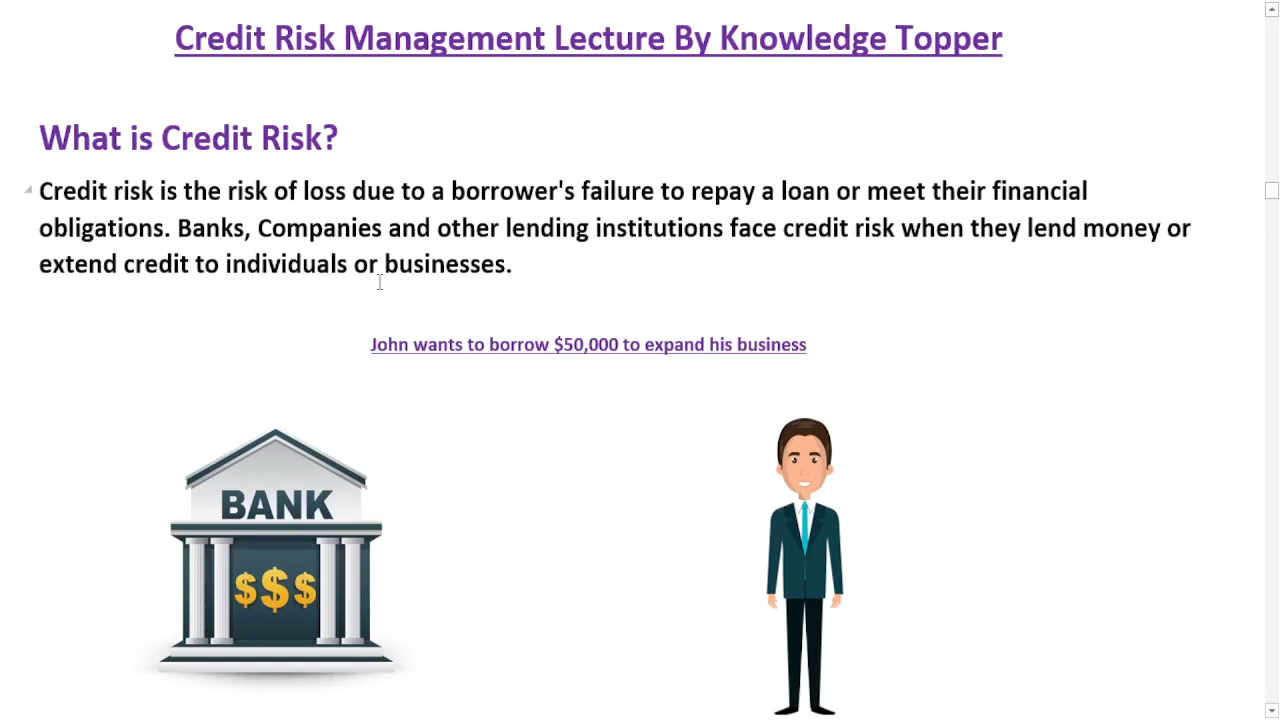 Credit Risk Management Lecture By Knowledge Topper
What is Credit Risk?
Credit risk is the risk of loss due to a borrower's failure to repay a loan or meet their financial
obligations. Banks, Companies and other lending institutions face credit risk when they lend money or
extend credit to individuals or businesses.
John wants to borrow $50,000 to expand his business
BANK
$$$